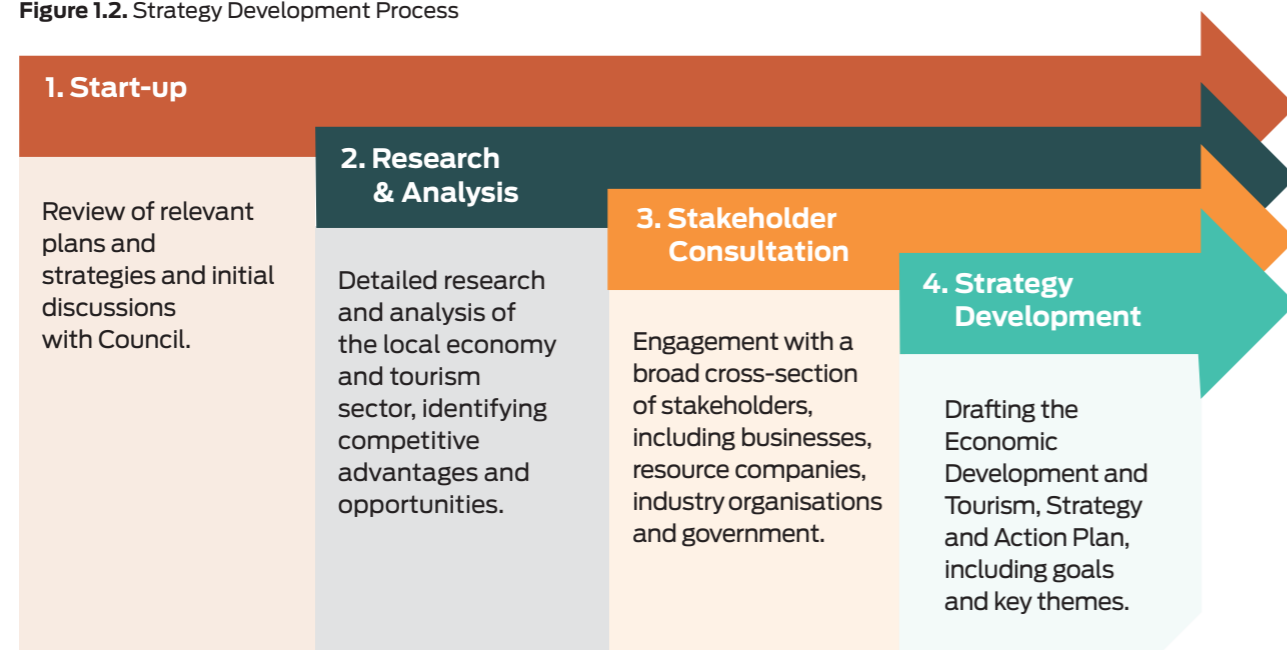 Figure 1.2. Strategy Development Process
1. Start-up
Review of relevant
plans and
strategies and initial
discussions
with Council.
2. Research
& Analysis
Detailed research
and analysis of
the local economy
and tourism
sector, identifying
competitive
advantages and
opportunities.
3. Stakeholder
Consultation
Engagement with a
broad cross-section
of stakeholders,
including businesses,
resource companies,
industry organisations
and government.
4. Strategy
Development
Drafting the
Economic
Development and
Tourism, Strategy
and Action Plan,
including goals
and key themes.